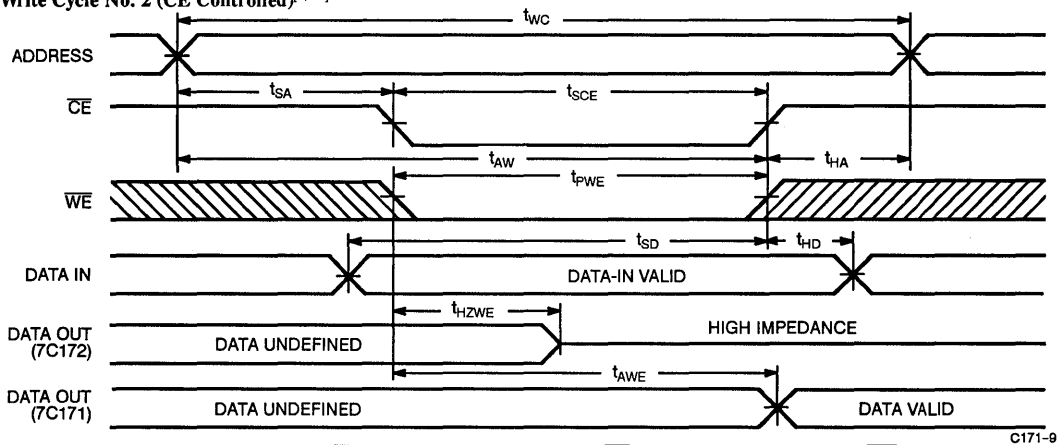 Write Cycle No. 2 (CE Controlled)
tWC
ADDRESS
tSA
tSCE
CE
tAW
tHA
tPWE
WE
tSD
tHD
DATA IN
DATA-IN VALID
tHZWE
HIGH IMPEDANCE
DATA OUT
(7C172)
DATA UNDEFINED
tAWE
DATA OUT
(7C171)
DATA UNDEFINED
DATA VALID
C171-9